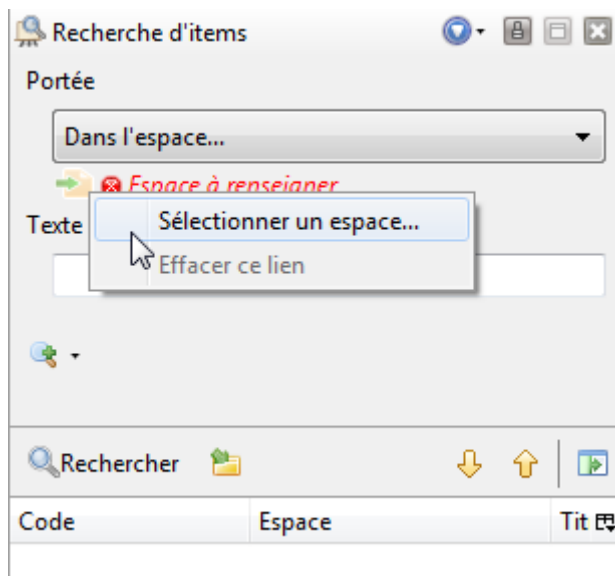 Recherche d'items
Portée
Dans l'espace...
Espace à renseigner
Texte
Sélectionner un espace...
Effacer ce lien
Rechercher
Code Espace Tit